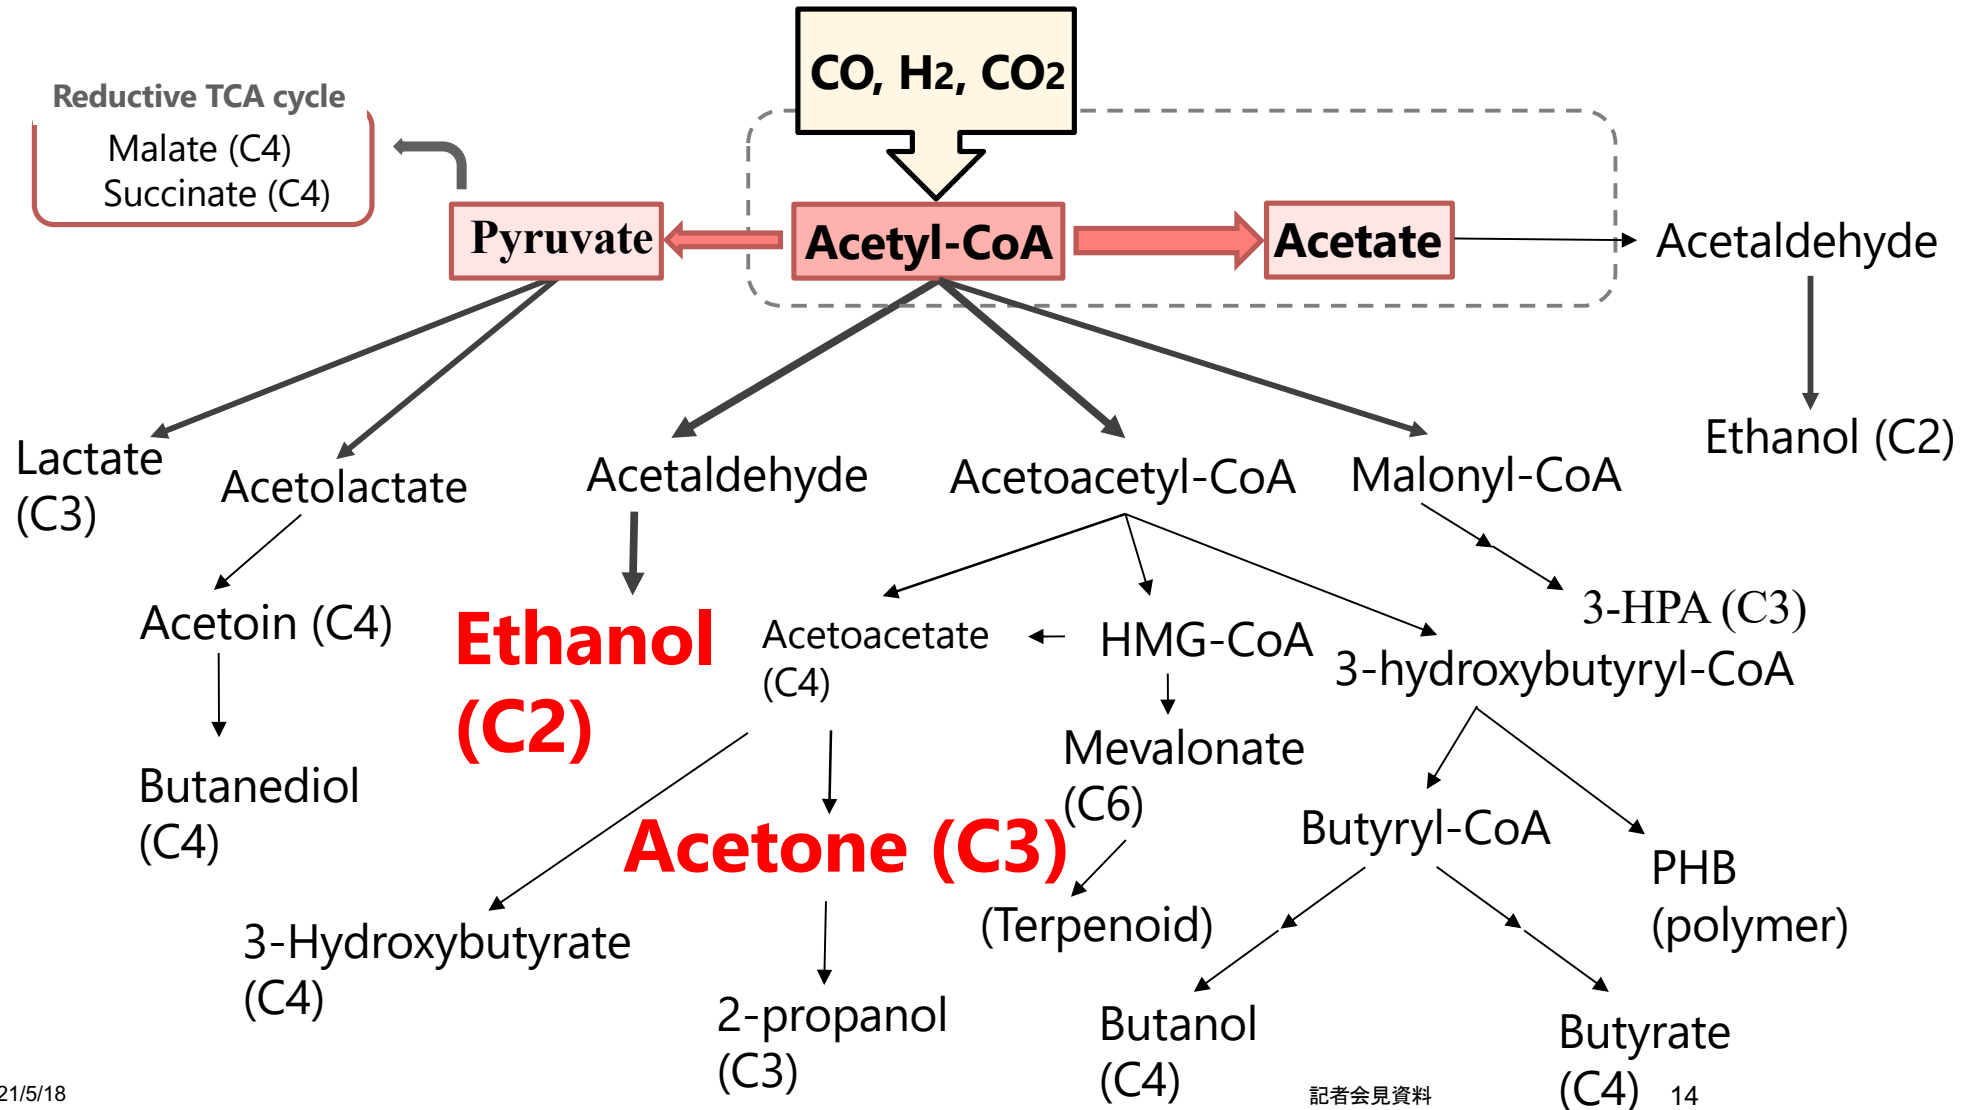 CO, H2, CO2
Reductive TCA cycle
Malate (C4)
Succinate (C4)
Pyruvate
Acetyl-CoA
Acetate
Acetaldehyde
Ethanol (C2)
Lactate
(C3)
Acetolactate
Acetaldehyde
Acetoacetyl-CoA
Malonyl-CoA
Acetoin (C4)
Ethanol
(C2)
Acetoacetate
(C4)
HMG-CoA
3-HPA (C3)
3-hydroxybutyryl-CoA
Butanediol
(C4)
Acetone (C3)
Mevalonate
(C6)
Butyryl-CoA
PHB
(polymer)
3-Hydroxybutyrate
(C4)
(Terpenoid)
2-propanol
(C3)
Butanol
(C4)
Butyrate
(C4)
21/5/18
記者会見資料
14